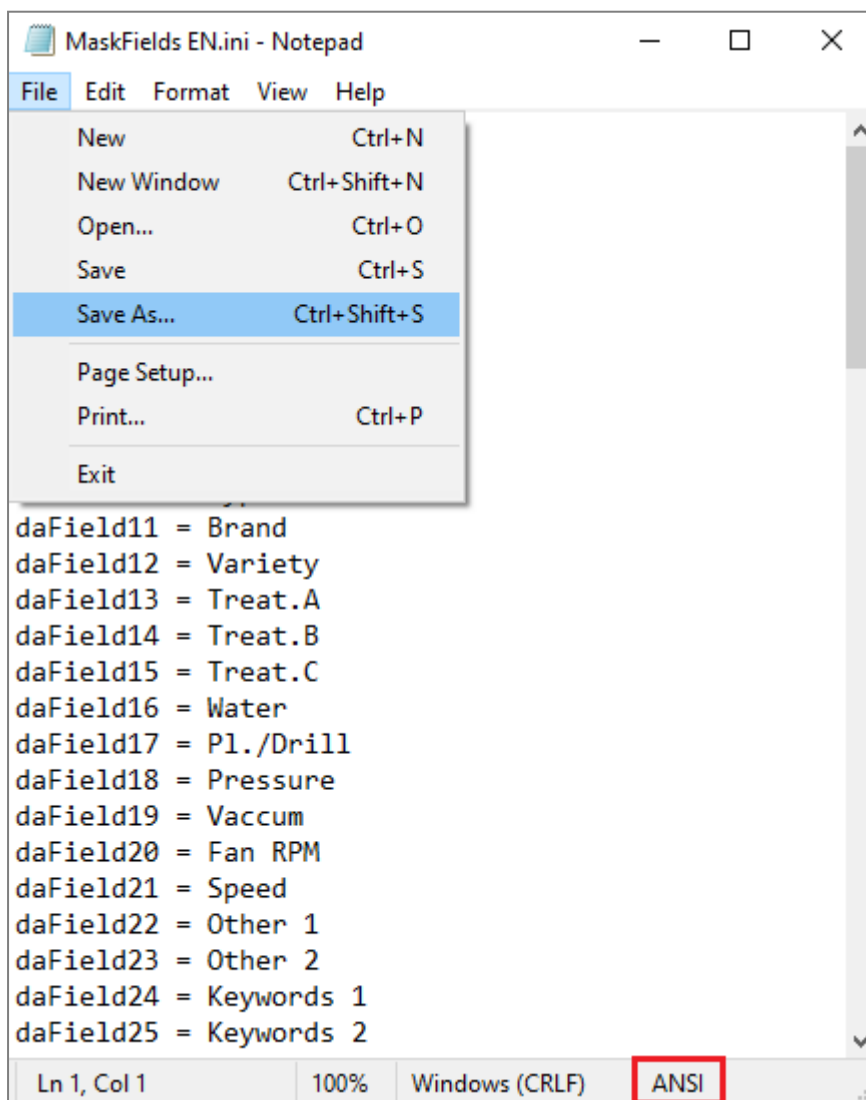 MaskFields EN.ini - Notepad
File Edit Format View Help
New Ctrl+N
New Window Ctrl+Shift+N
Open... Ctrl+O
Save Ctrl+S
Save As... Ctrl+Shift+S
Page Setup...
Print... Ctrl+P
Exit
daField11 = Brand
daField12 = Variety
daField13 = Treat.A
daField14 = Treat.B
daField15 = Treat.C
daField16 = Water
daField17 = Pl./Drill
daField18 = Pressure
daField19 = Vaccum
daField20 = Fan RPM
daField21 = Speed
daField22 = Other 1
daField23 = Other 2
daField24 = Keywords 1
daField25 = Keywords 2
Ln 1, Col 1 100% Windows (CRLF) ANSI